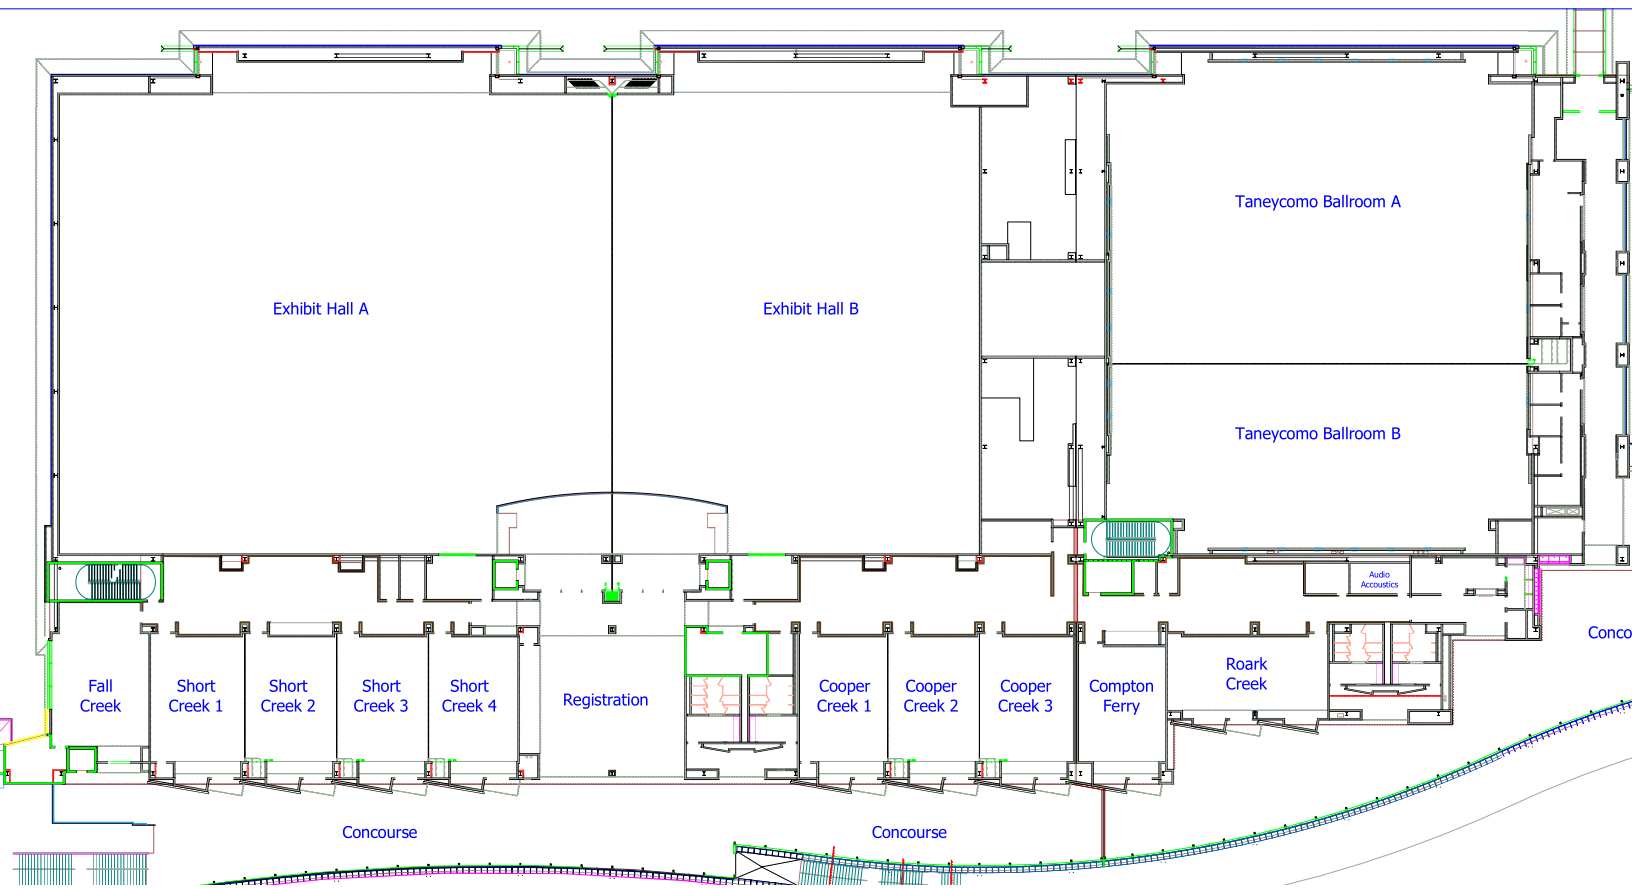 Taneycomo Ballroom A
Exhibit Hall A
Exhibit Hall B
Taneycomo Ballroom B
Audio
Accoustics
Conco
Fall
Creek
Short
Creek 1
Short
Creek 2
Short
Creek 3
Short
Creek 4
Registration
Cooper
Creek 1
Cooper
Creek 2
Cooper
Creek 3
Compton
Ferry
Roark
Creek
Concourse
Concourse